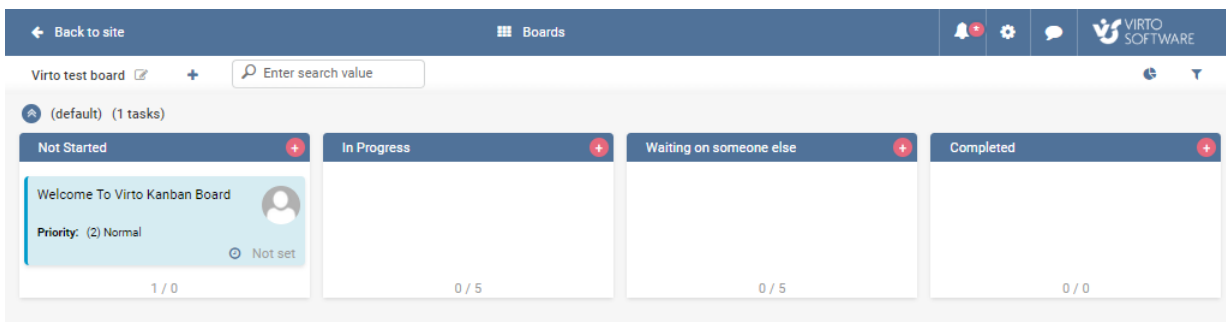 Back to site
Boards
VIRTO
SOFTWARE
Virto test board
+
Enter search value
(default) (1 tasks)
Not Started +
In Progress +
Waiting on someone else +
Completed +
Welcome To Virto Kanban Board
Priority: (2) Normal
Not set
1 / 0
0 / 5
0 / 5
0 / 0